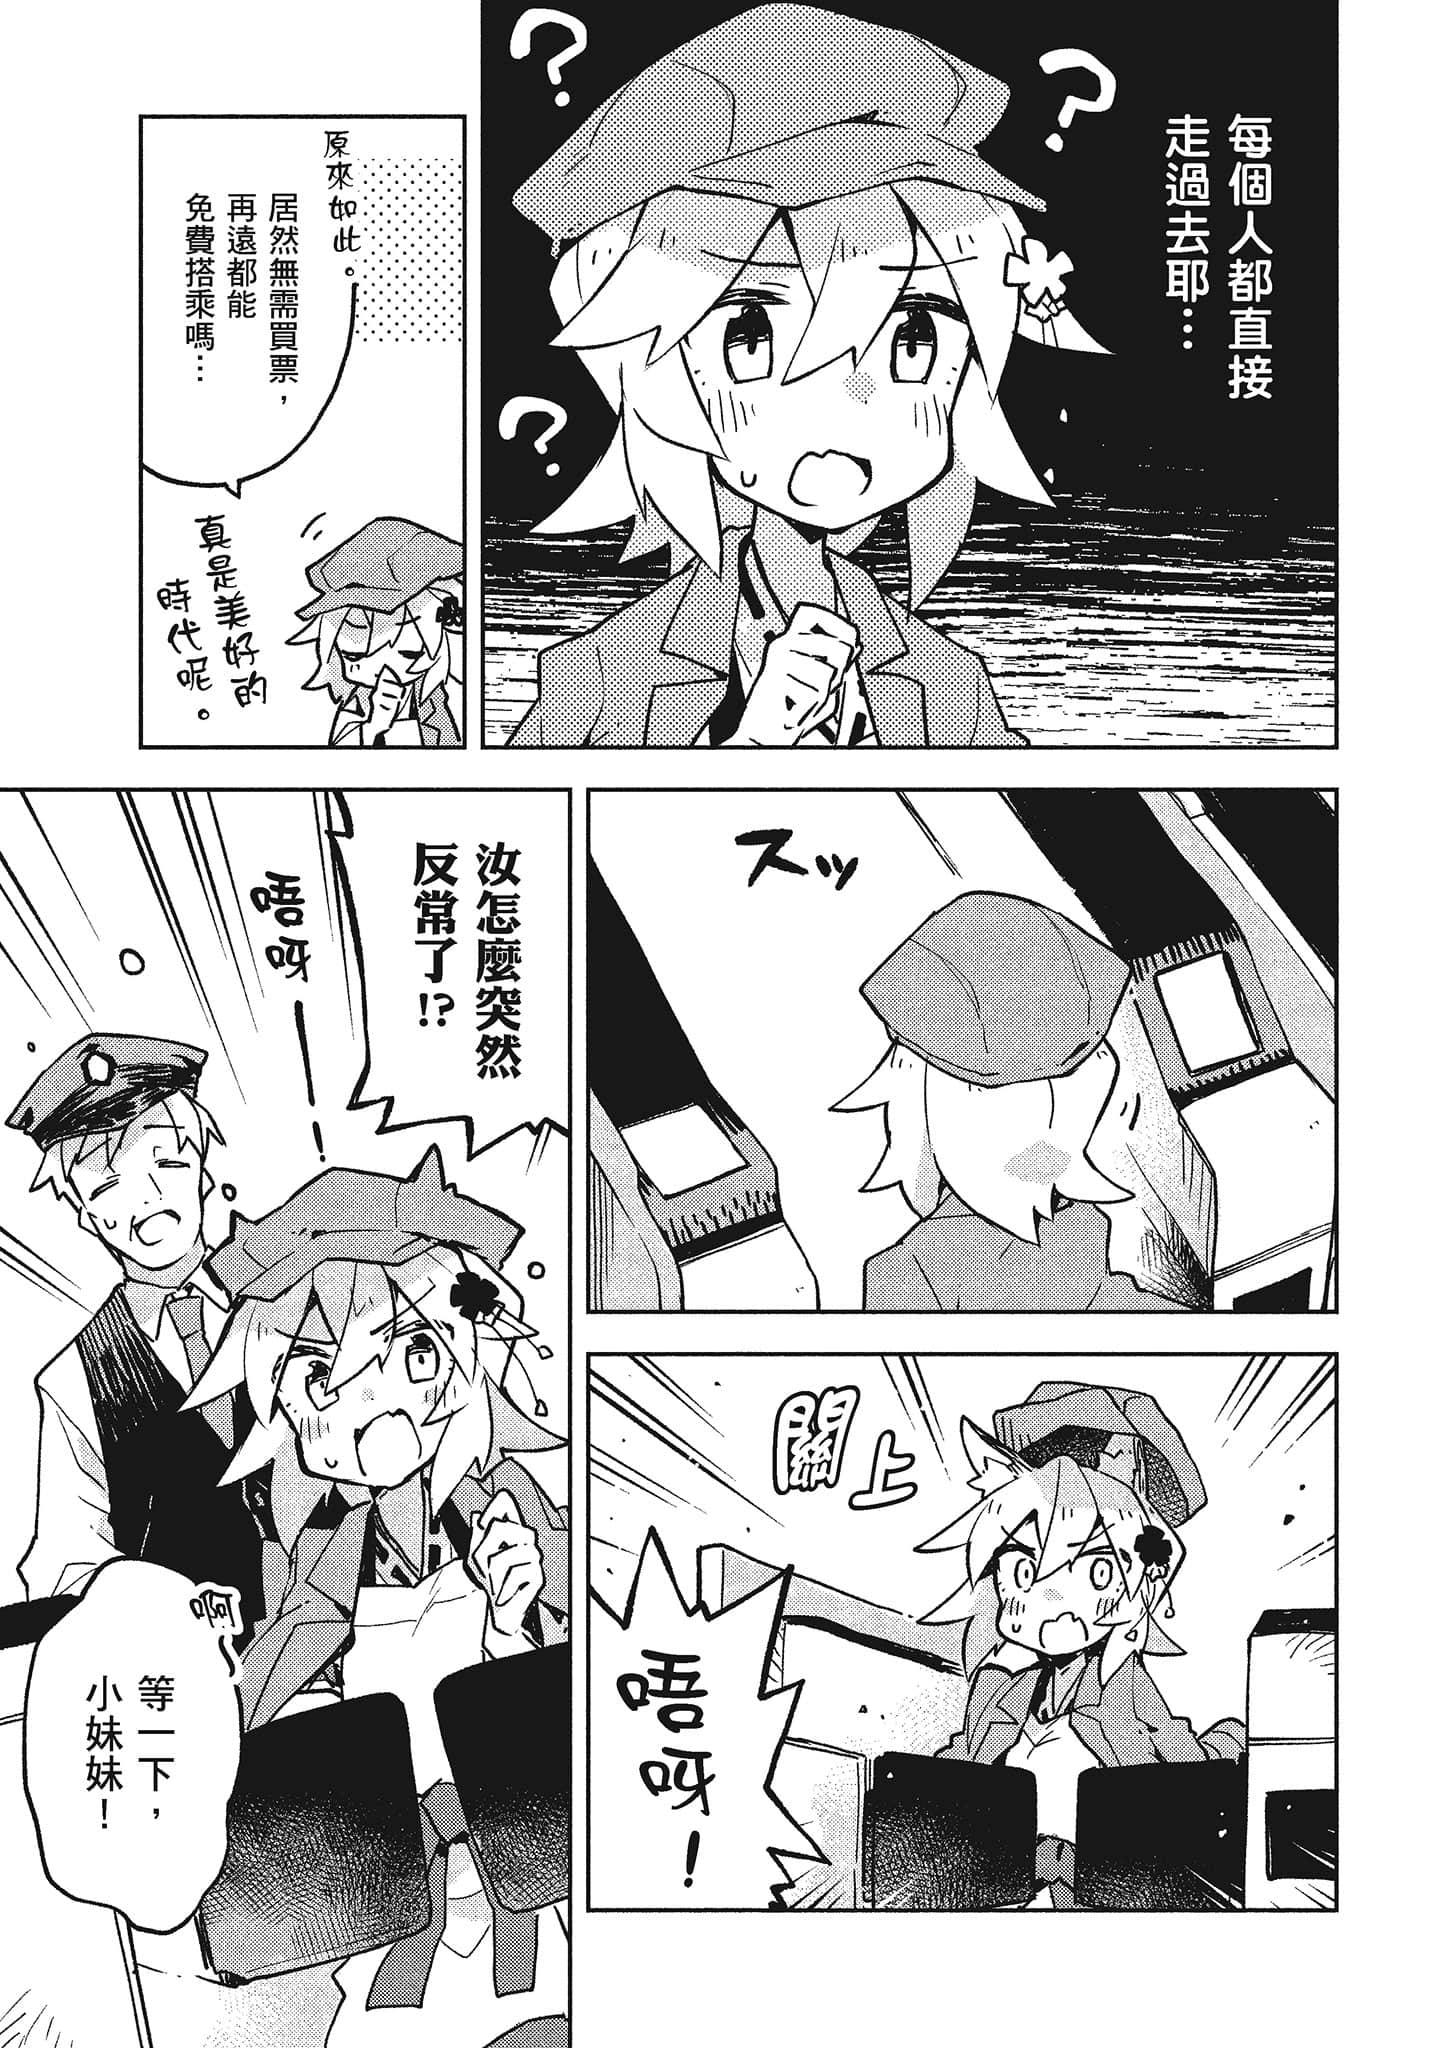 每個人都直接
走過去耶…
？
？
？
原來如此。
居然無需買票，
再遠都能
免費搭乘嗎…
真是美好的
時代呢。
スッ
關上
唔呀！
汝怎麼突然
反常了!?
唔呀——！
啊～
等一下，
小妹妹！